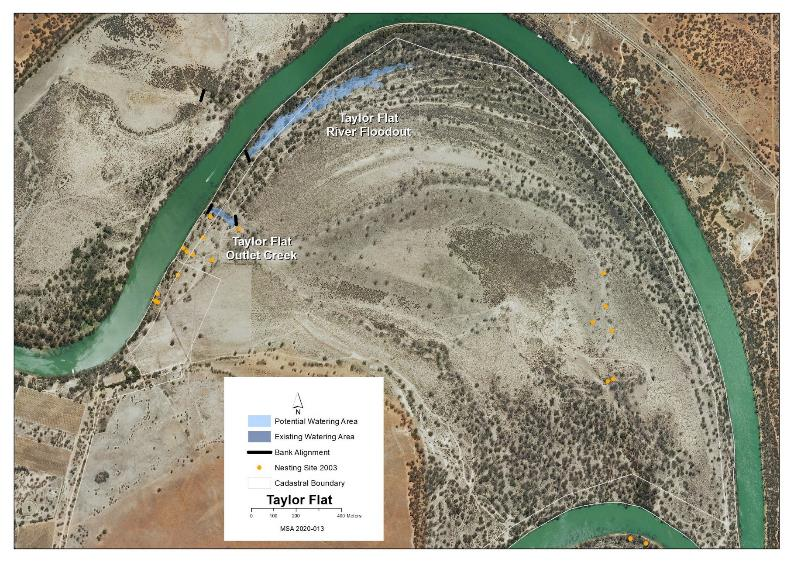 Taylor Flat
River Floodout
Taylor Flat
Outlet Creek
N
Potential Watering Area
Existing Watering Area
Bank Alignment
Nesting Site 2003
Cadastral Boundary
Taylor Flat
0 100 200 400 Meters
MSA 2020-013